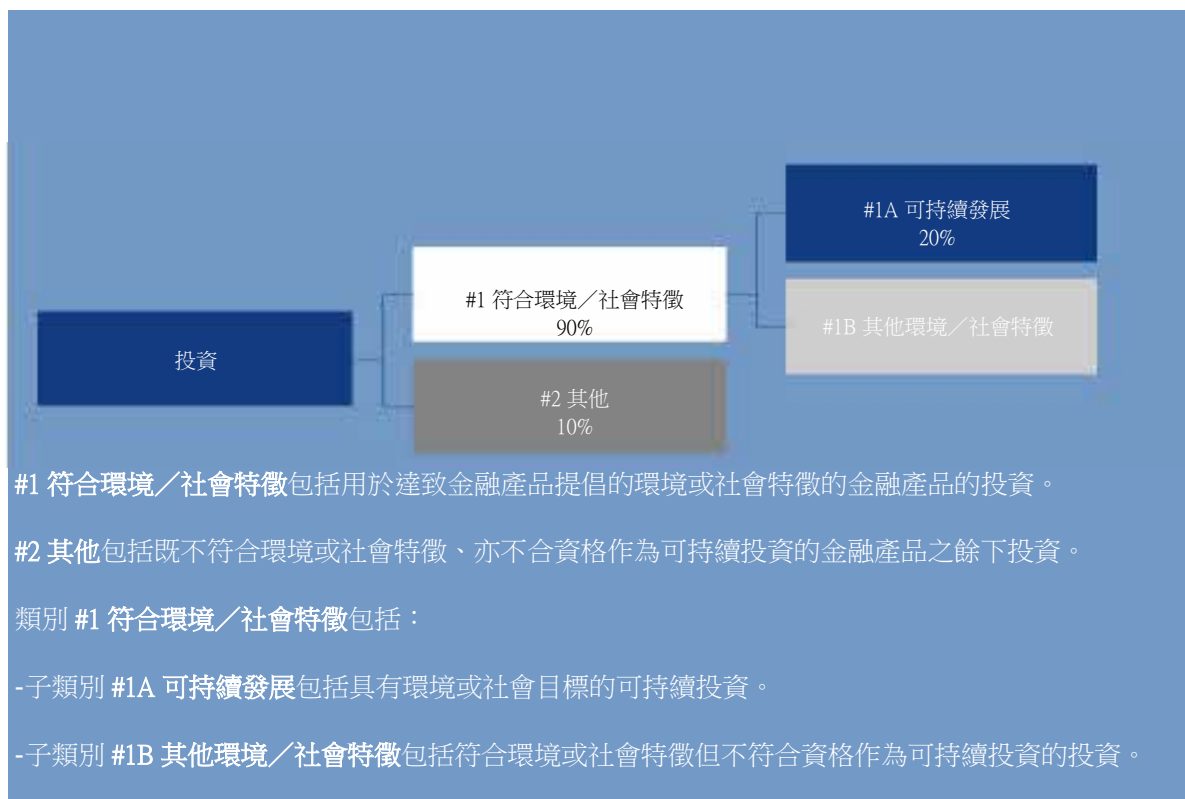 #1A 可持續發展
20%
#1 符合環境／社會特徵
90%
#1B 其他環境／社會特徵
投資
#2 其他
10%
#1 符合環境／社會特徵包括用於達致金融產品提倡的環境或社會特徵的金融產品的投資。
#2 其他包括既不符合環境或社會特徵、亦不合資格作為可持續投資的金融產品之餘下投資。
類別 #1 符合環境／社會特徵包括：
-子類別 #1A 可持續發展包括具有環境或社會目標的可持續投資。
-子類別 #1B 其他環境／社會特徵包括符合環境或社會特徵但不符合資格作為可持續投資的投資。